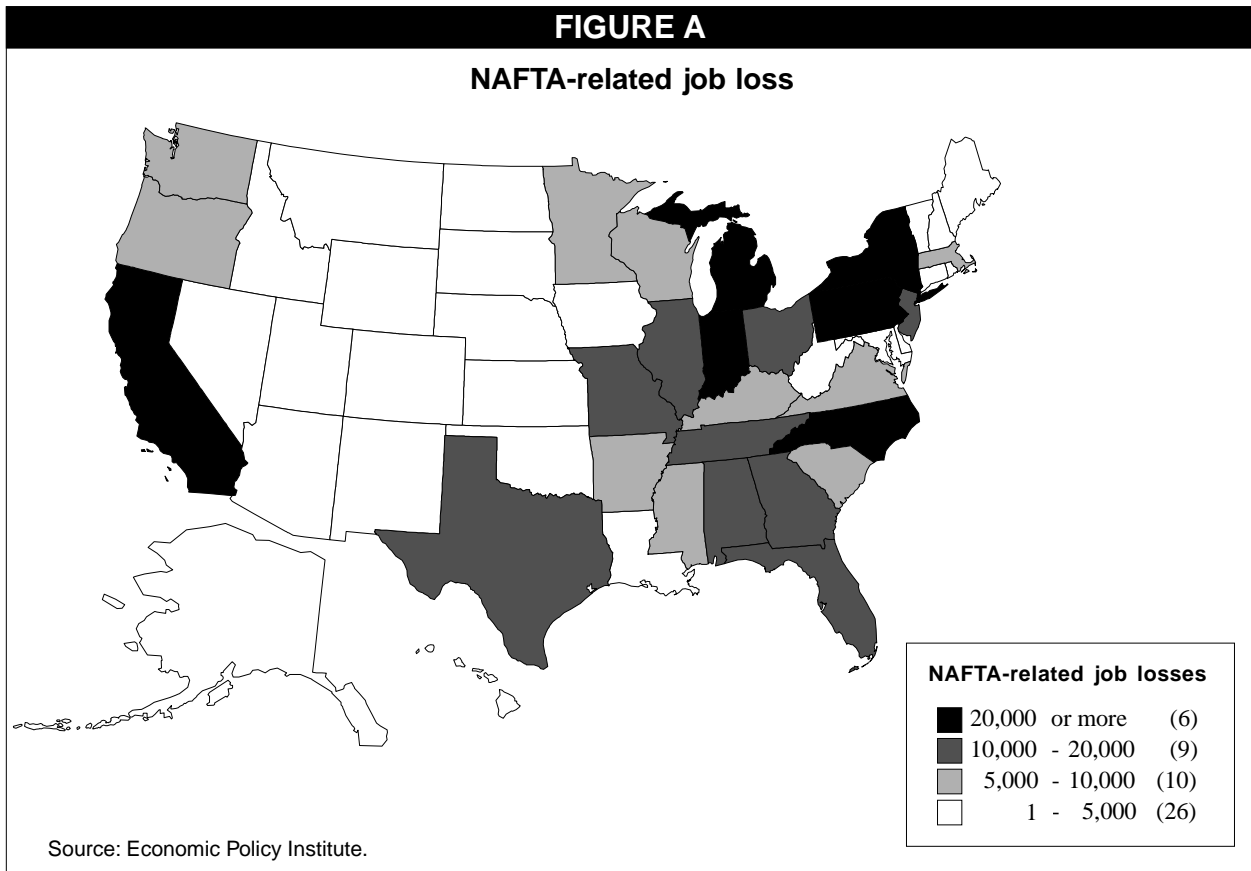 FIGURE A
NAFTA-related job loss
NAFTA-related job losses
20,000 or more (6)
10,000 - 20,000 (9)
5,000 - 10,000 (10)
1 - 5,000 (26)
Source: Economic Policy Institute.